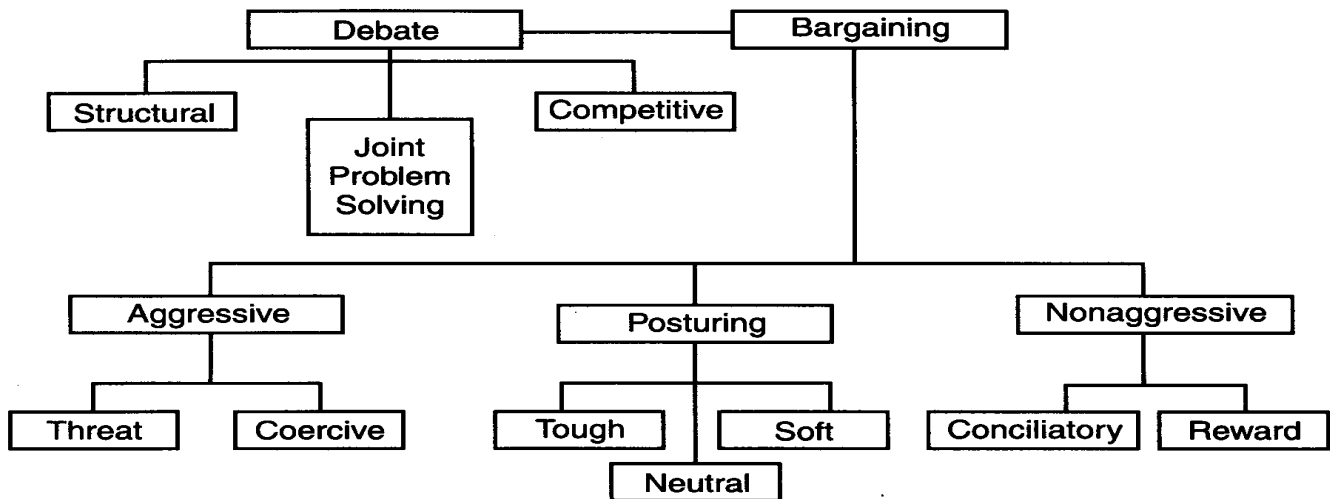 Debate
Bargaining
Structural
Competitive
Joint
Problem
Solving
Aggressive
Posturing
Nonaggressive
Threat
Coercive
Tough
Soft
Conciliatory
Reward
Neutral